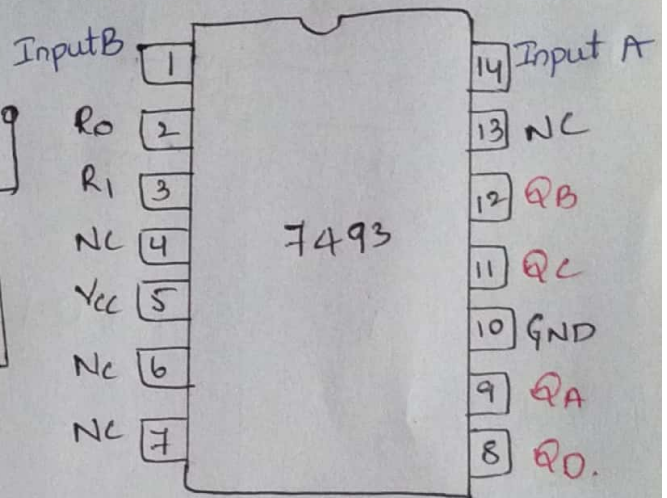 InputB 1
R0 2
R1 3
NC 4
Vcc 5
NC 6
NC 7
7493
14 Input A
13 NC
12 QB
11 QC
10 GND
9 QA
8 QD.